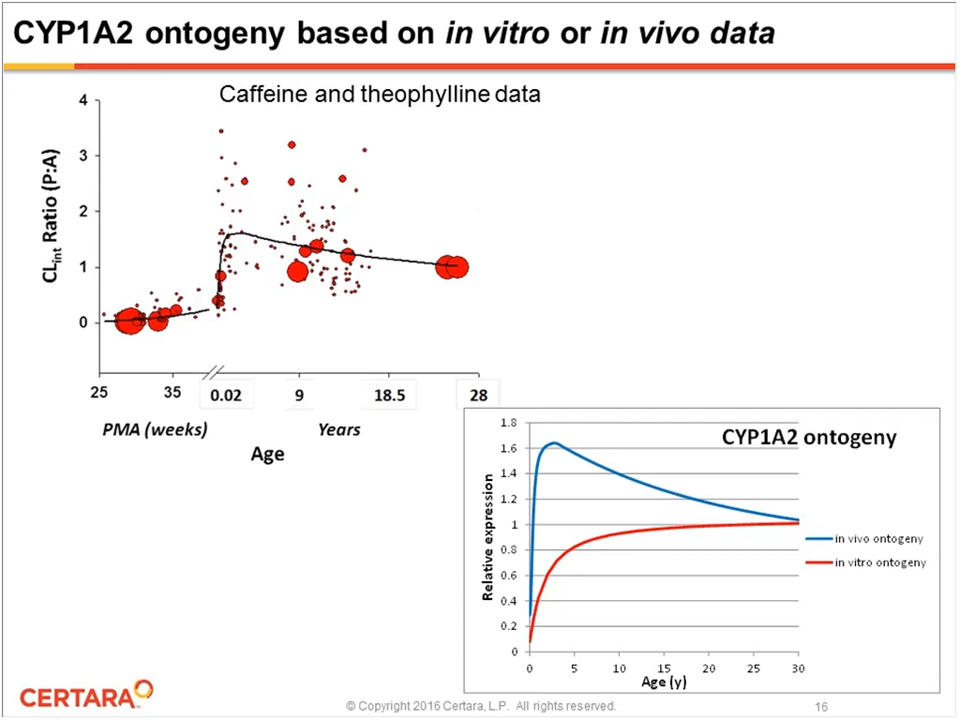 CYP1A2 ontogeny based on in vitro or in vivo data
Caffeine and theophylline data
CLint Ratio (P:A)
4
3
2
1
0
25
35
0.02
9
18.5
28
PMA (weeks)
Years
Age
CYP1A2 ontogeny
Relative expression
1.8
1.6
1.4
1.2
1
0.8
0.6
0.4
0.2
0
0
5
10
15
20
25
30
Age (y)
in vivo ontogeny
in vitro ontogeny
CERTARA™
© Copyright 2016 Certara, L.P. All rights reserved.
16